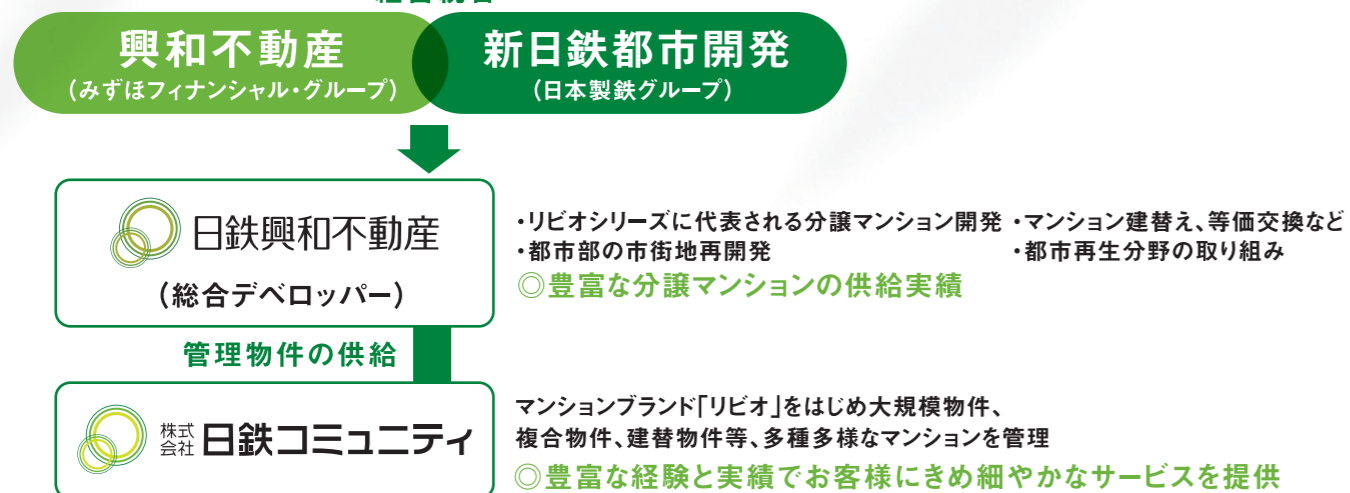 興和不動産
(みずほフィナンシャル・グループ)
新日鉄都市開発
(日本製鉄グループ)
日鉄興和不動産
(総合デベロッパー)
・リビオシリーズに代表される分譲マンション開発 ・マンション建替え、等価交換など
・都市部の市街地再開発 ・都市再生分野の取り組み
◎豊富な分譲マンションの供給実績
管理物件の供給
株式会社 日鉄コミュニティ
マンションブランド「リビオ」をはじめ大規模物件、
複合物件、建替物件等、多種多様なマンションを管理
◎豊富な経験と実績でお客様にきめ細やかなサービスを提供